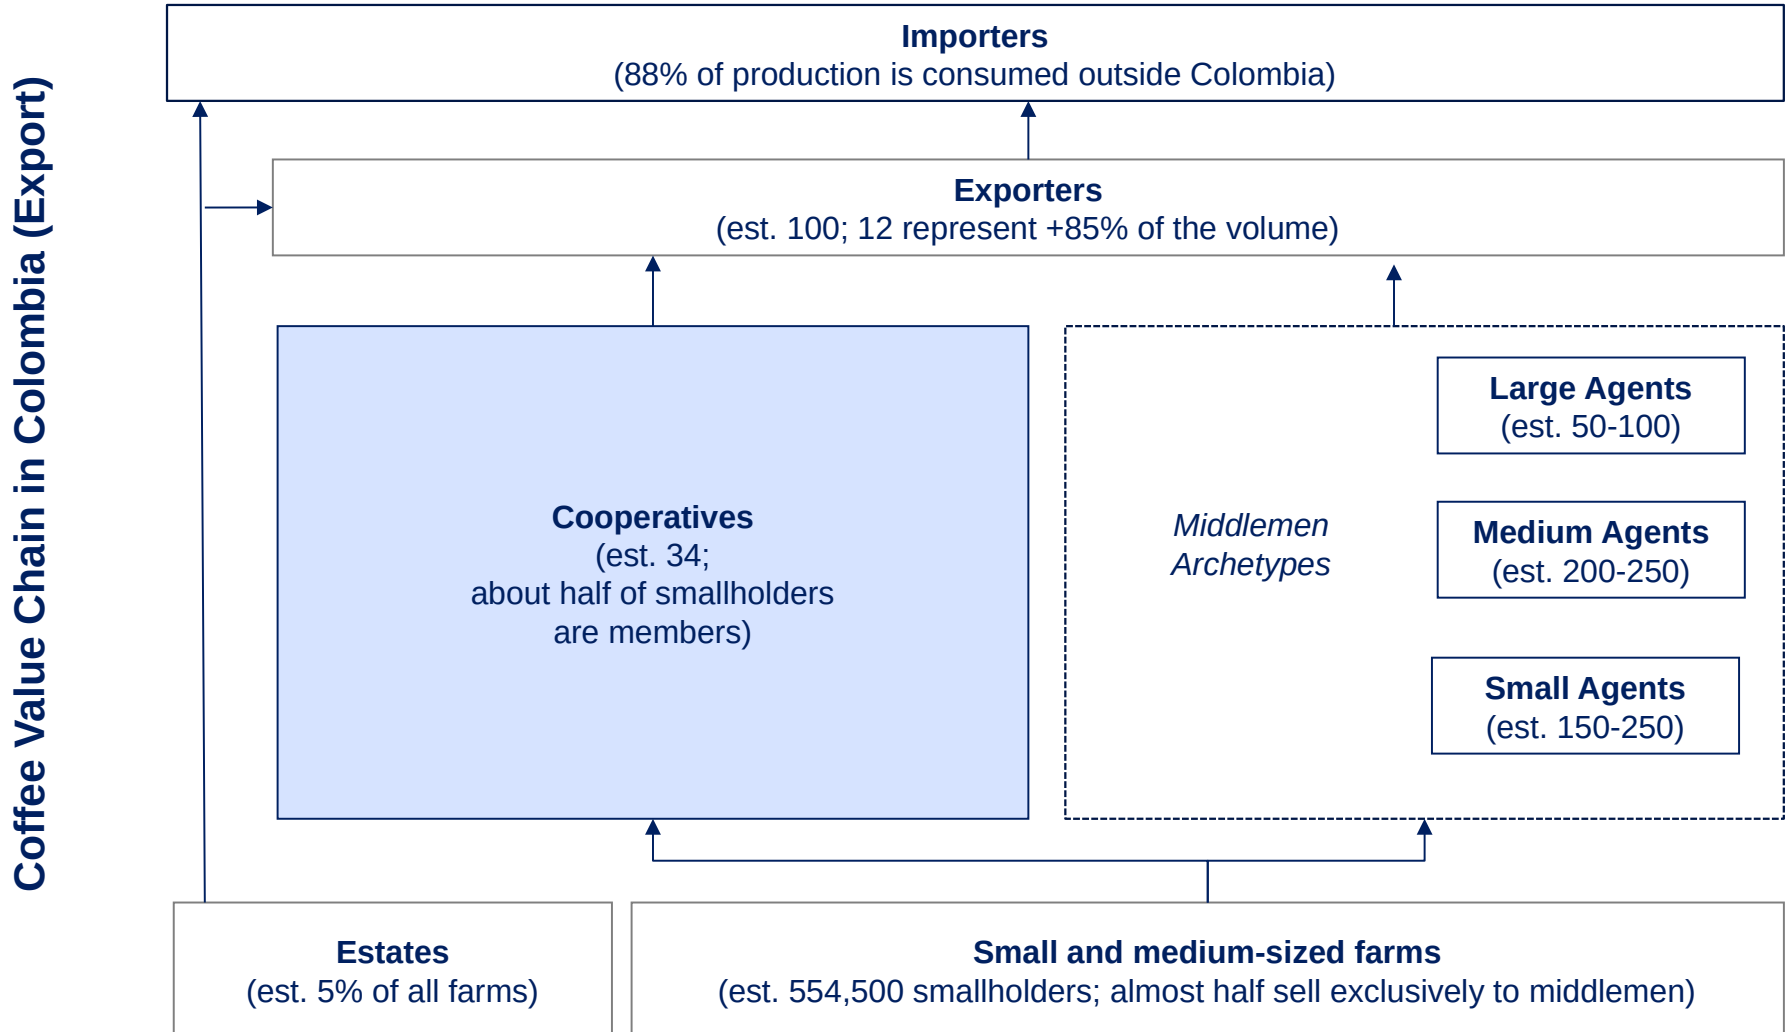 Coffee Value Chain in Colombia (Export)
Importers
(88% of production is consumed outside Colombia)
Exporters
(est. 100; 12 represent +85% of the volume)
Cooperatives
(est. 34;
about half of smallholders
are members)
Middlemen
Archetypes
Large Agents
(est. 50-100)
Medium Agents
(est. 200-250)
Small Agents
(est. 150-250)
Estates
(est. 5% of all farms)
Small and medium-sized farms
(est. 554,500 smallholders; almost half sell exclusively to middlemen)